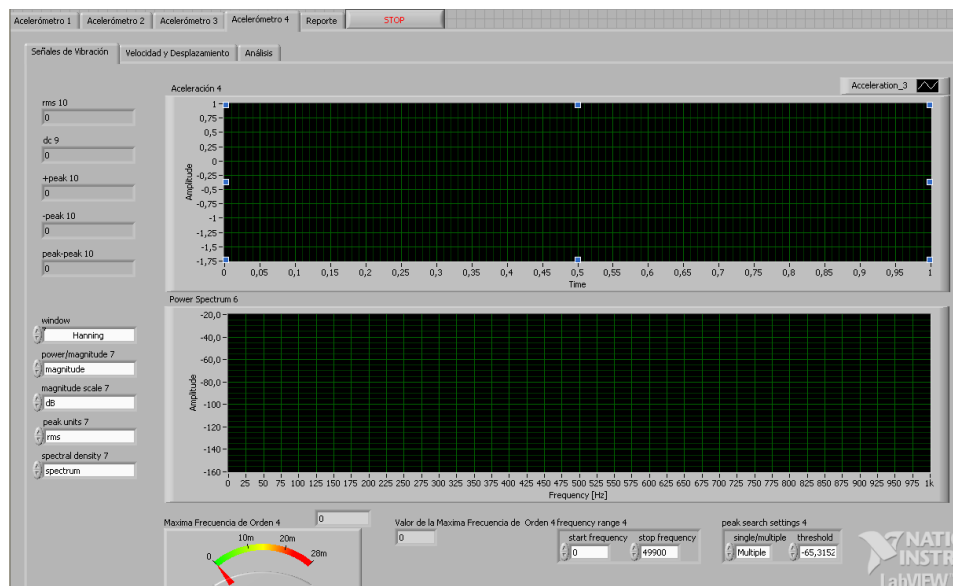 Acelerómetro 1 Acelerómetro 2 Acelerómetro 3 Acelerómetro 4 Reporte STOP
Señales de Vibración Velocidad y Desplazamiento Análisis
Aceleración 4 Acceleration_3
rms 10
0
dc 9
0
+peak 10
0
-peak 10
0
peak-peak 10
0
1
0,75
0,5
0,25
0
-0,25
-0,5
-0,75
-1
-1,25
-1,5
-1,75
Amplitude
0 0,05 0,1 0,15 0,2 0,25 0,3 0,35 0,4 0,45 0,5 0,55 0,6 0,65 0,7 0,75 0,8 0,85 0,9 0,95 1
Time
Power Spectrum 6
window
7
Hanning
power/magnitude 7
magnitude
magnitude scale 7
dB
peak units 7
rms
spectral density 7
spectrum
-20,0
-40,0
-60,0
-80,0
-100
-120
-140
-160
Amplitude
0 25 50 75 100 125 150 175 200 225 250 275 300 325 350 375 400 425 450 475 500 525 550 575 600 625 650 675 700 725 750 775 800 825 850 875 900 925 950 975 1k
Frequency [Hz]
Maxima Frecuencia de Orden 4 0
0 10m 20m 28m
Valor de la Maxima Frecuencia de Orden 4
0
frequency range 4
start frequency stop frequency
0 49900
peak search settings 4
single/multiple threshold
Multiple -65,3152
NATI
INSTR
LabVIEW